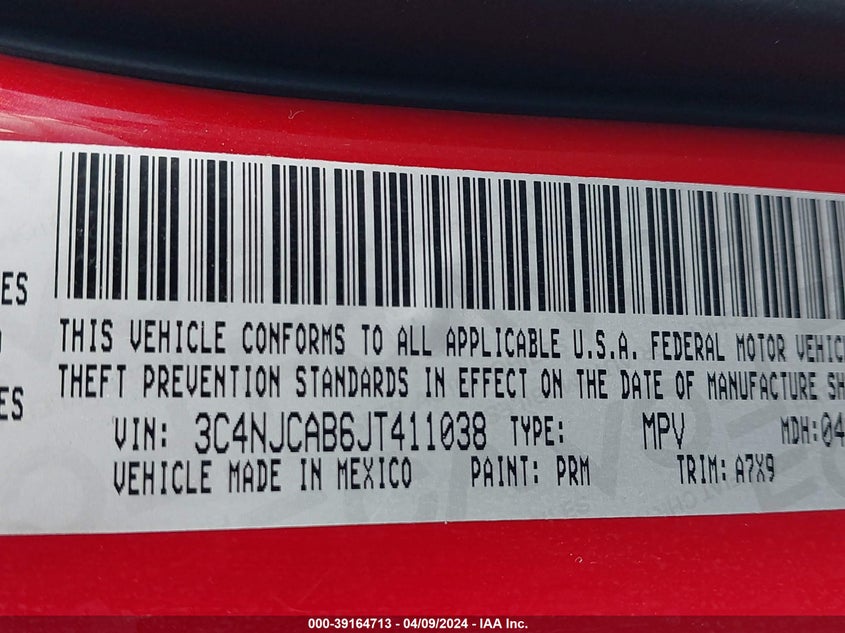 ES
THIS VEHICLE CONFORMS TO ALL APPLICABLE U.S.A. FEDERAL MOTOR
THEFT PREVENTION STANDARDS IN EFFECT ON THE DATE OF MANUFACTURE
ES
VIN: 3C4NJCAB6JT411038 TYPE: MPV MDH:04
VEHICLE MADE IN MEXICO PAINT: PRM TRIM: A7X9
000-39164713 - 04/09/2024 - IAA Inc.